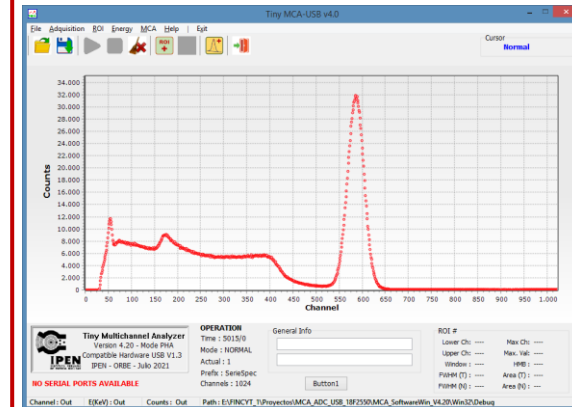 Tiny MCA-USB v4.0
File Adquisition ROI Energy MCA Help | Exit
ROI
Cursor
Normal
34.000
32.000
30.000
28.000
26.000
24.000
22.000
20.000
18.000
16.000
14.000
12.000
10.000
8.000
6.000
4.000
2.000
0
Counts
0 50 100 150 200 250 300 350 400 450 500 550 600 650 700 750 800 850 900 950 1.000
Channel
IPEN
Tiny Multichannel Analyzer
Version 4.20 - Mode PHA
Compatible Hardware USB V1.3
IPEN - ORBE - Julo 2021
NO SERIAL PORTS AVAILABLE
OPERATION
Time : 5015/0
Mode : NORMAL
Actual : 1
Prefix : SerieSpec
Channels : 1024
General Info
Button1
ROI #
Lower Ch: ---- Max Ch: ----
Upper Ch: ---- Max. Val: ----
Window : ---- HMB : ----
FWHM (T) : ---- Area (T) : ----
FWHM (N) : ---- Area (N) : ----
Channel : Out E(KeV) : Out Counts : Out Path : E:\FINCYT_1\Proyectos\MCA_ADC_USB_18F2550\MCA_SoftwareWin_V4.20\Win32\Debug